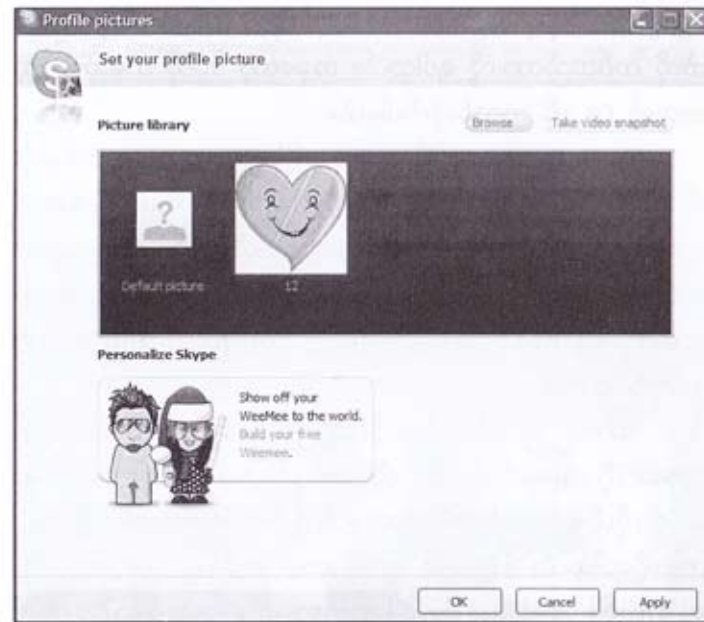 Profile pictures
Set your profile picture
Picture library
Browse... Take video snapshot
?
Default picture 12
Personalize Skype
Show off your
WeeMee to the world.
Build your free
Weemee.
OK Cancel Apply